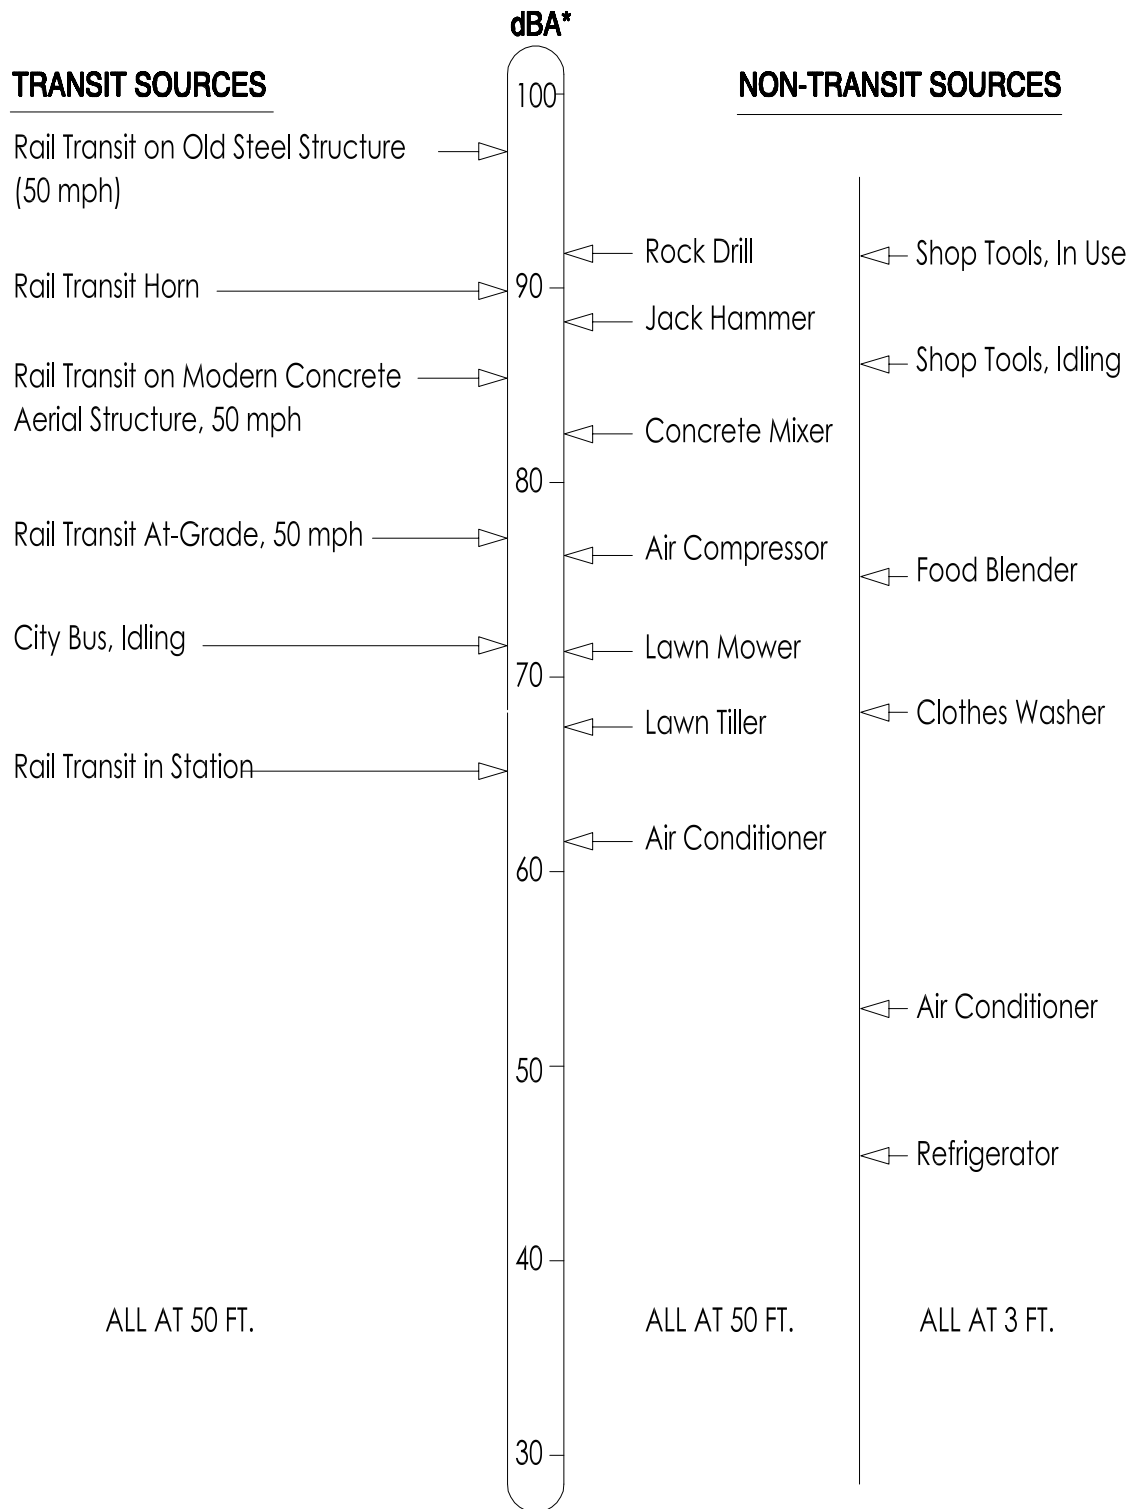 dBA*
TRANSIT SOURCES
Rail Transit on Old Steel Structure
(50 mph)
Rail Transit Horn
Rail Transit on Modern Concrete
Aerial Structure, 50 mph
Rail Transit At-Grade, 50 mph
City Bus, Idling
Rail Transit in Station
ALL AT 50 FT.
100
90
80
70
60
50
40
30
NON-TRANSIT SOURCES
Rock Drill
Jack Hammer
Concrete Mixer
Air Compressor
Lawn Mower
Lawn Tiller
Air Conditioner
ALL AT 50 FT.
Shop Tools, In Use
Shop Tools, Idling
Food Blender
Clothes Washer
Air Conditioner
Refrigerator
ALL AT 3 FT.